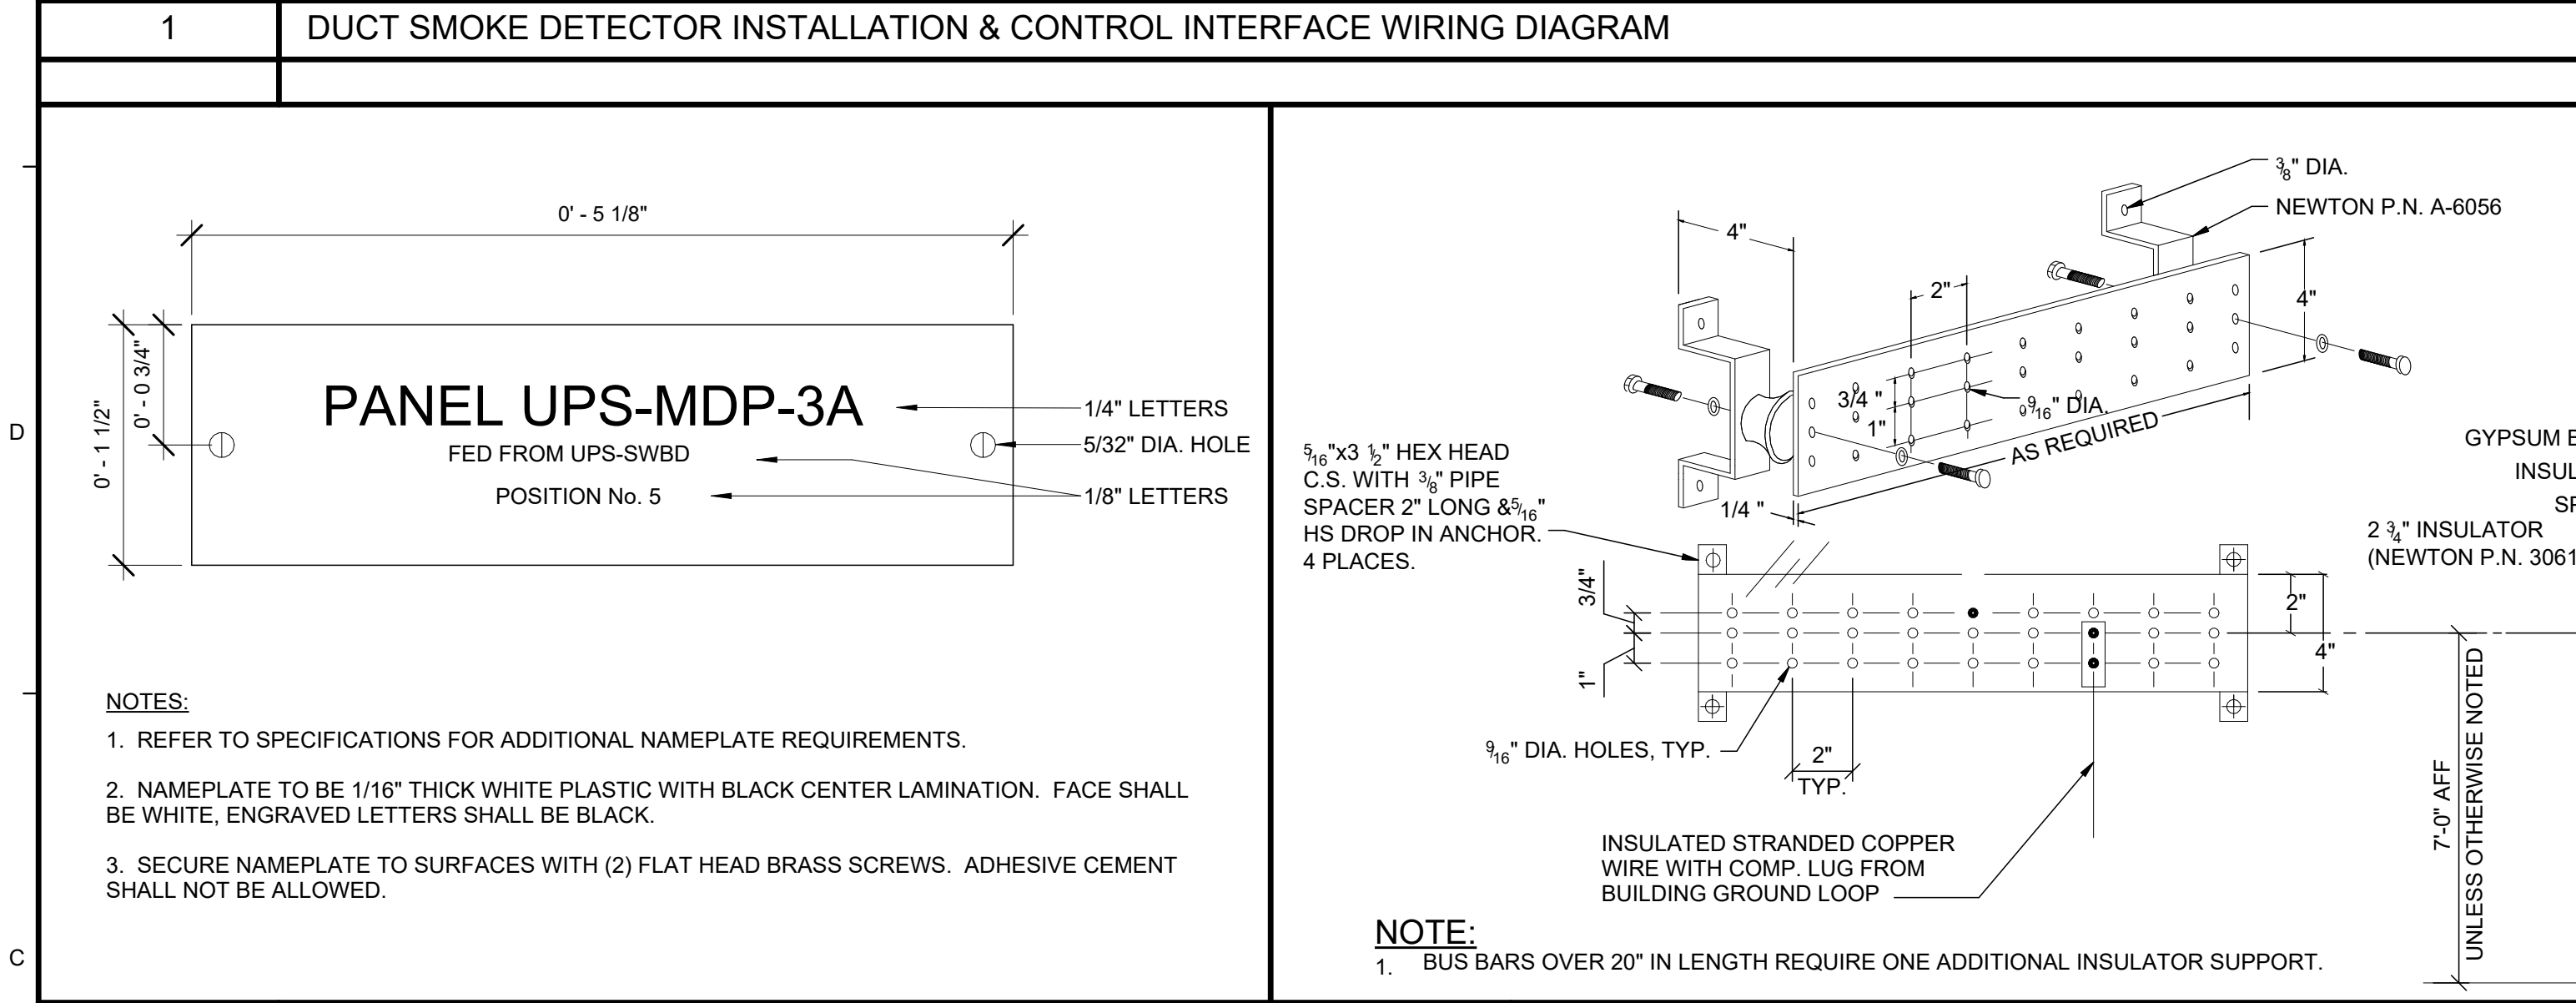 1
DUCT SMOKE DETECTOR INSTALLATION & CONTROL INTERFACE WIRING DIAGRAM
D
C
0' - 5 1/8"
0' - 1 1/2"
0' - 0 3/4"
PANEL UPS-MDP-3A
FED FROM UPS-SWBD
POSITION No. 5
1/4" LETTERS
5/32" DIA. HOLE
1/8" LETTERS
NOTES:
1. REFER TO SPECIFICATIONS FOR ADDITIONAL NAMEPLATE REQUIREMENTS.
2. NAMEPLATE TO BE 1/16" THICK WHITE PLASTIC WITH BLACK CENTER LAMINATION. FACE SHALL
BE WHITE, ENGRAVED LETTERS SHALL BE BLACK.
3. SECURE NAMEPLATE TO SURFACES WITH (2) FLAT HEAD BRASS SCREWS. ADHESIVE CEMENT
SHALL NOT BE ALLOWED.
3/8" DIA.
NEWTON P.N. A-6056
4"
2"
4"
3/4 "
1"
9/16" DIA.
AS REQUIRED
1/4 "
5/16"x3 1/2" HEX HEAD
C.S. WITH 3/8" PIPE
SPACER 2" LONG &5/16"
HS DROP IN ANCHOR.
4 PLACES.
GYPSUM
INSUL
SP
2 3/4" INSULATOR
(NEWTON P.N. 3061
3/4"
1"
2"
4"
9/16" DIA. HOLES, TYP.
2"
TYP.
INSULATED STRANDED COPPER
WIRE WITH COMP. LUG FROM
BUILDING GROUND LOOP
7'-0" AFF
UNLESS OTHERWISE NOTED
NOTE:
1. BUS BARS OVER 20" IN LENGTH REQUIRE ONE ADDITIONAL INSULATOR SUPPORT.